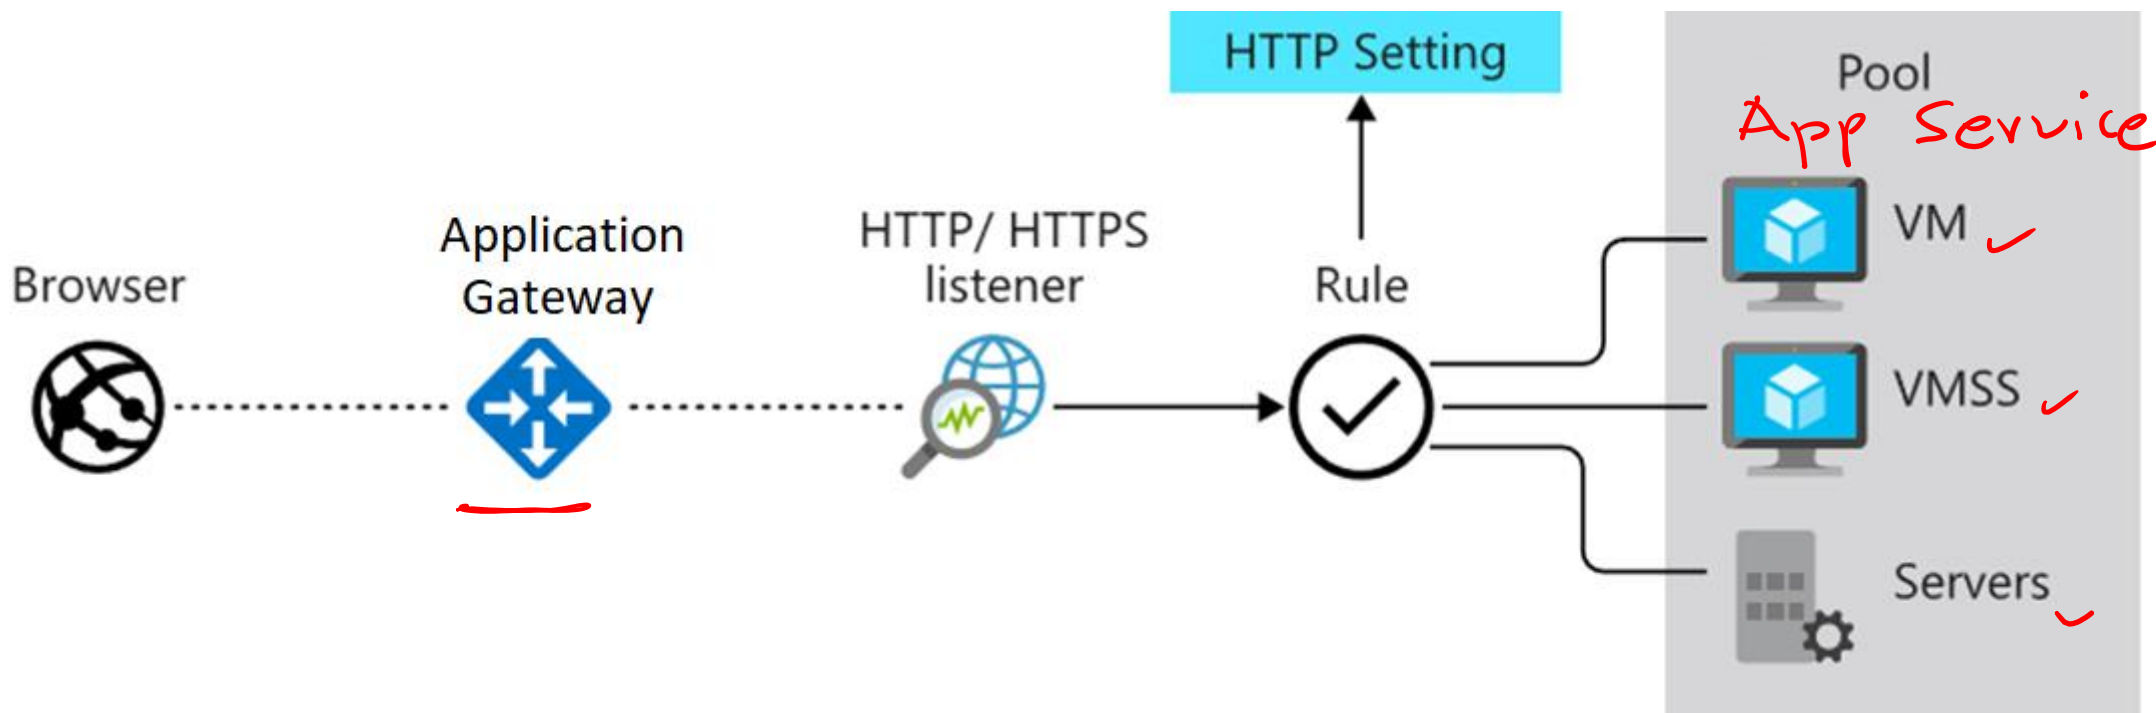 Browser
Application
Gateway
HTTP/ HTTPS
listener
Rule
HTTP Setting
Pool
App Service
VM
VMSS
Servers